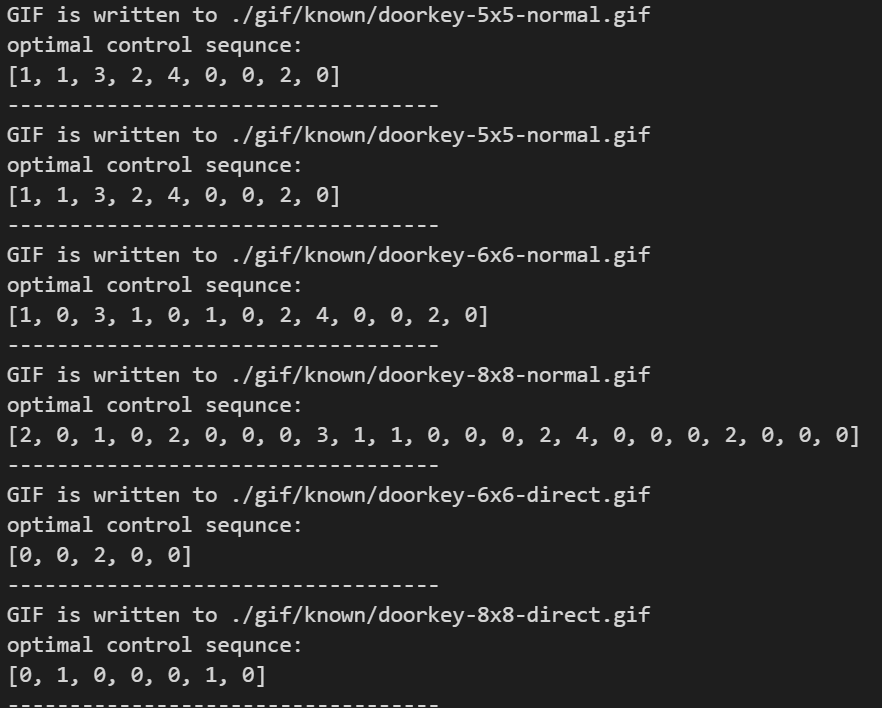 GIF is written to ./gif/known/doorkey-5x5-normal.gif
optimal control sequnce:
[1, 1, 3, 2, 4, 0, 0, 2, 0]
-----------------------------------
GIF is written to ./gif/known/doorkey-5x5-normal.gif
optimal control sequnce:
[1, 1, 3, 2, 4, 0, 0, 2, 0]
-----------------------------------
GIF is written to ./gif/known/doorkey-6x6-normal.gif
optimal control sequnce:
[1, 0, 3, 1, 0, 1, 0, 2, 4, 0, 0, 2, 0]
-----------------------------------
GIF is written to ./gif/known/doorkey-8x8-normal.gif
optimal control sequnce:
[2, 0, 1, 0, 2, 0, 0, 0, 3, 1, 1, 0, 0, 0, 2, 4, 0, 0, 0, 2, 0, 0, 0]
-----------------------------------
GIF is written to ./gif/known/doorkey-6x6-direct.gif
optimal control sequnce:
[0, 0, 2, 0, 0]
-----------------------------------
GIF is written to ./gif/known/doorkey-8x8-direct.gif
optimal control sequnce:
[0, 1, 0, 0, 0, 1, 0]
-----------------------------------